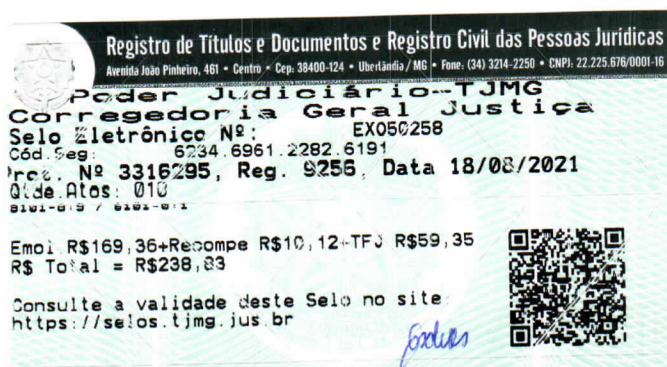 Registro de Títulos e Documentos e Registro Civil das Pessoas Jurídicas
Avenida João Pinheiro, 461 • Centro • Cep: 38400-124 • Uberlândia / MG • Fone: (34) 3214-2250 • CNPJ: 22.225.676/0001-16
Poder Judiciário-TJMG
Corregedoria Geral Justiça
Selo Eletrônico Nº: EXO50258
Cód.Seg: 6234.6961.2282.6191
Nº 3316295, Reg. 9256, Data 18/08/2021
Qtde.Atos: 010
Emol R$169,36+Recompe R$10,12+TFJ R$59,35
R$ Total = R$238,83
Consulte a validade deste Selo no site
https://selos.tjmg.jus.br